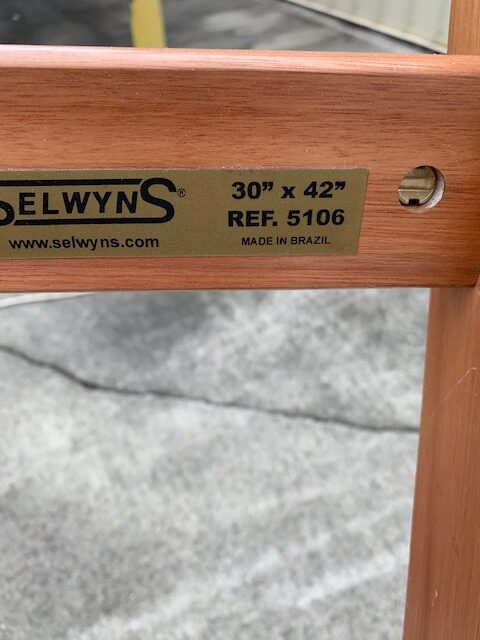 SELWYNS®
www.selwyns.com
30” x 42”
REF. 5106
MADE IN BRAZIL